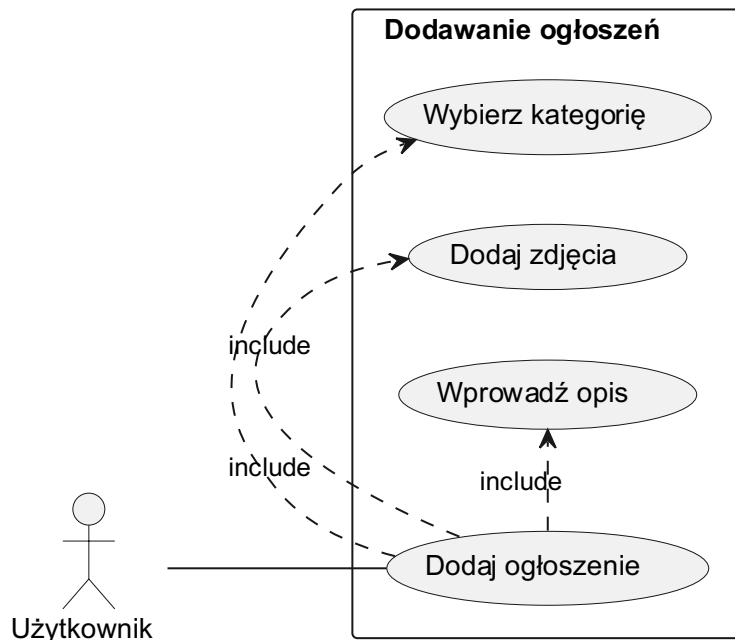 Dodawanie ogłoszeń
Wybierz kategorię
Dodaj zdjęcia
include
Wprowadź opis
include
include
Dodaj ogłoszenie
Użytkownik